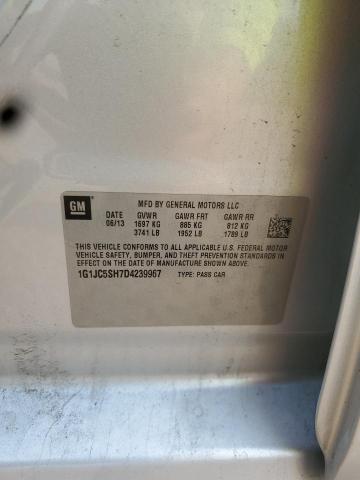 GM
MFD BY GENERAL MOTORS LLC
DATE GVWR GAWR FRT GAWR RR
06/13 1697 KG 885 KG 812 KG
3741 LB 1952 LB 1789 LB
THIS VEHICLE CONFORMS TO ALL APPLICABLE U.S. FEDERAL MOTOR
VEHICLE SAFETY, BUMPER, AND THEFT PREVENTION STANDARDS IN
EFFECT ON THE DATE OF MANUFACTURE SHOWN ABOVE.
1G1JC5SH7D4239967 TYPE: PASS CAR